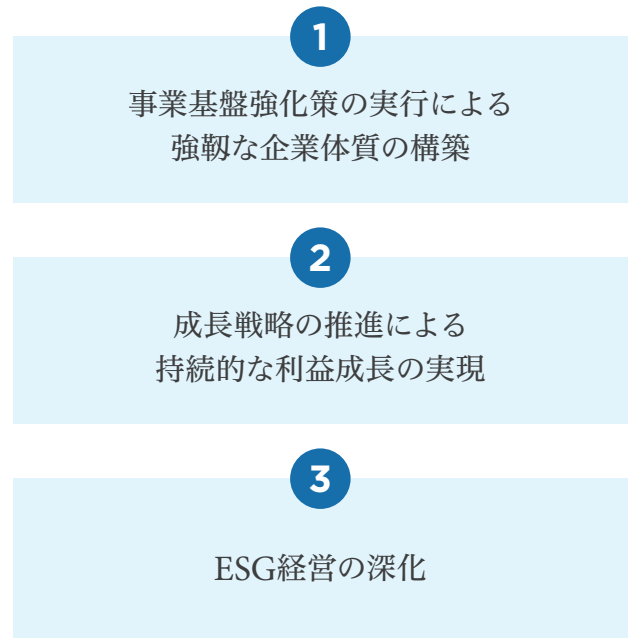 1
事業基盤強化策の実行による
強靭な企業体質の構築
2
成長戦略の推進による
持続的な利益成長の実現
3
ESG経営の深化